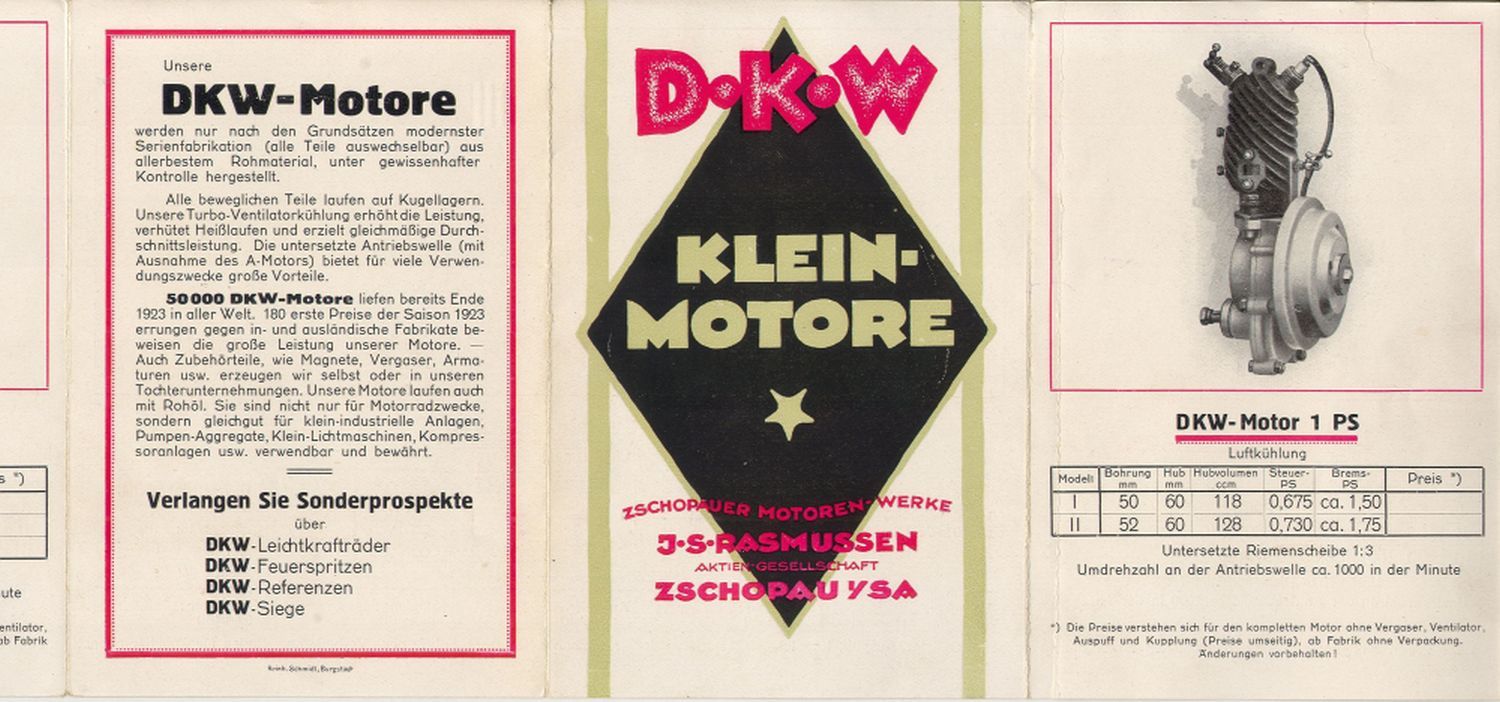 s *)
ute
entilator,
ab Fabrik
Unsere
DKW-Motore
werden nur nach den Grundsätzen modernster
Serienfabrikation (alle Teile auswechselbar) aus
allerbestem Rohmaterial, unter gewissenhafter
Kontrolle hergestellt.
Alle beweglichen Teile laufen auf Kugellagern.
Unsere Turbo-Ventilatorkühlung erhöht die Leistung,
verhütet Heißlaufen und erzielt gleichmäßige Durch-
schnittsleistung. Die untersetzte Antriebswelle (mit
Ausnahme des A-Motors) bietet für viele Verwen-
dungszwecke große Vorteile.
50000 DKW-Motore liefen bereits Ende
1923 in aller Welt. 180 erste Preise der Saison 1923
errungen gegen in- und ausländische Fabrikate be-
weisen die große Leistung unserer Motore. —
Auch Zubehörteile, wie Magnete, Vergaser, Arma-
turen usw. erzeugen wir selbst oder in unseren
Tochterunternehmungen. Unsere Motore laufen auch
mit Rohöl. Sie sind nicht nur für Motorradzwecke,
sondern gleichgut für klein-industrielle Anlagen,
Pumpen-Aggregate, Klein-Lichtmaschinen, Kompres-
soranlagen usw. verwendbar und bewährt.
Verlangen Sie Sonderprospekte
über
DKW-Leichtkrafträder
DKW-Feuerspritzen
DKW-Referenzen
DKW-Siege
Reinh. Schmidt, Burgstädt
D·K·W
KLEIN-
MOTORE
ZSCHOPAUER MOTOREN-WERKE
J·S·RASMUSSEN
AKTIEN-GESELLSCHAFT
ZSCHOPAU I/SA
DKW-Motor 1 PS
Luftkühlung
Modell Bohrung mm Hub mm Hubvolumen ccm Steuer-PS Brems-PS Preis *)
I 50 60 118 0,675 ca. 1,50
II 52 60 128 0,730 ca. 1,75
Untersetzte Riemenscheibe 1:3
Umdrehzahl an der Antriebswelle ca. 1000 in der Minute
*) Die Preise verstehen sich für den kompletten Motor ohne Vergaser, Ventilator,
Auspuff und Kupplung (Preise umseitig), ab Fabrik ohne Verpackung.
Änderungen vorbehalten!